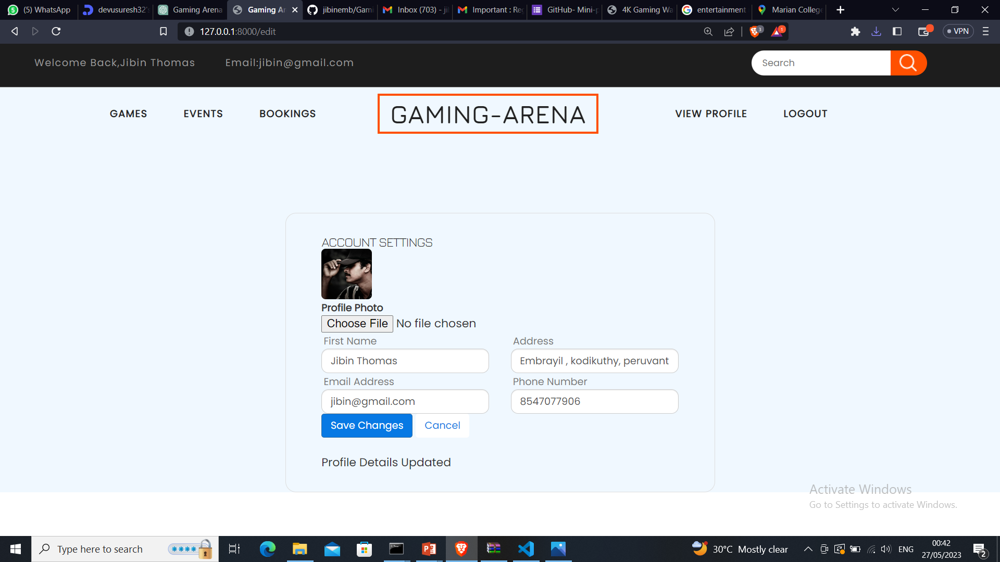 (5) WhatsApp
devusuresh32's
Gaming Arena
Gaming Ar
jibinemb/Gami
Inbox (703) - ji
Important : Reg
GitHub- Mini-p
4K Gaming Wa
entertainment
Marian College
127.0.0.1:8000/edit
3
1
VPN
Welcome Back,Jibin Thomas
Email:jibin@gmail.com
Search
GAMES
EVENTS
BOOKINGS
GAMING-ARENA
VIEW PROFILE
LOGOUT
ACCOUNT SETTINGS
Profile Photo
Choose File No file chosen
First Name
Address
Jibin Thomas
Embrayil , kodikuthy, peruvant
Email Address
Phone Number
jibin@gmail.com
8547077906
Save Changes
Cancel
Profile Details Updated
Activate Windows
Go to Settings to activate Windows.
Type here to search
30°C Mostly clear
ENG
00:42
27/05/2023
2